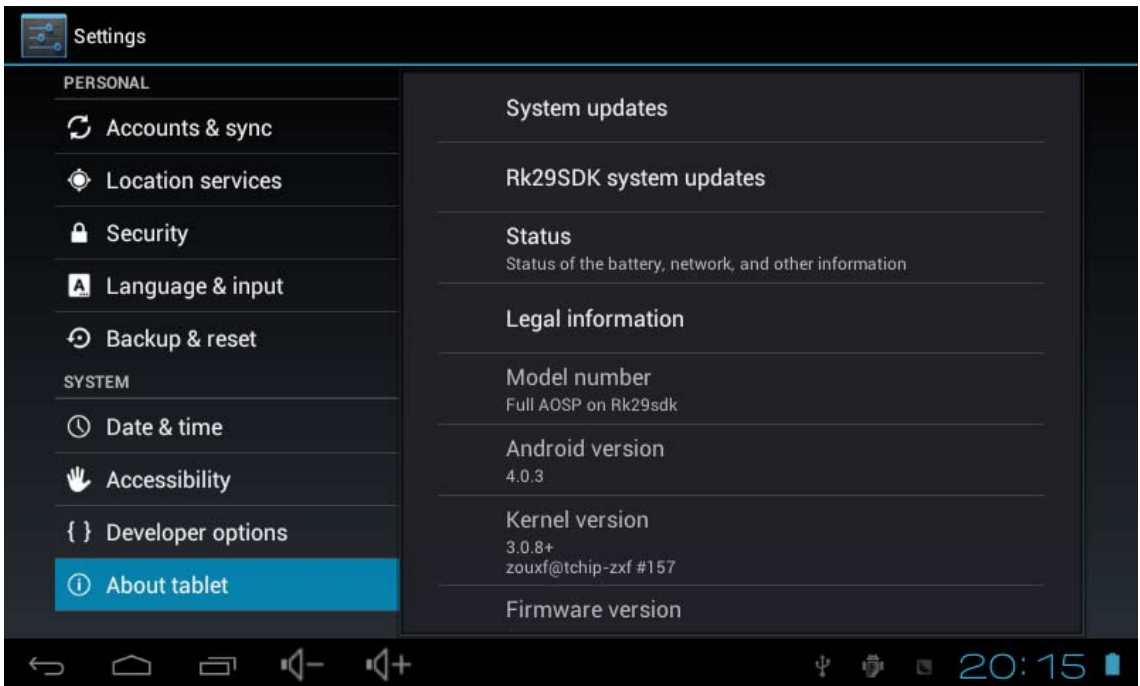 Settings
PERSONAL
Accounts & sync
Location services
Security
Language & input
Backup & reset
SYSTEM
Date & time
Accessibility
{ } Developer options
About tablet
System updates
Rk29SDK system updates
Status
Status of the battery, network, and other information
Legal information
Model number
Full AOSP on Rk29sdk
Android version
4.0.3
Kernel version
3.0.8+
zouxf@tchip-zxf #157
Firmware version
20:15